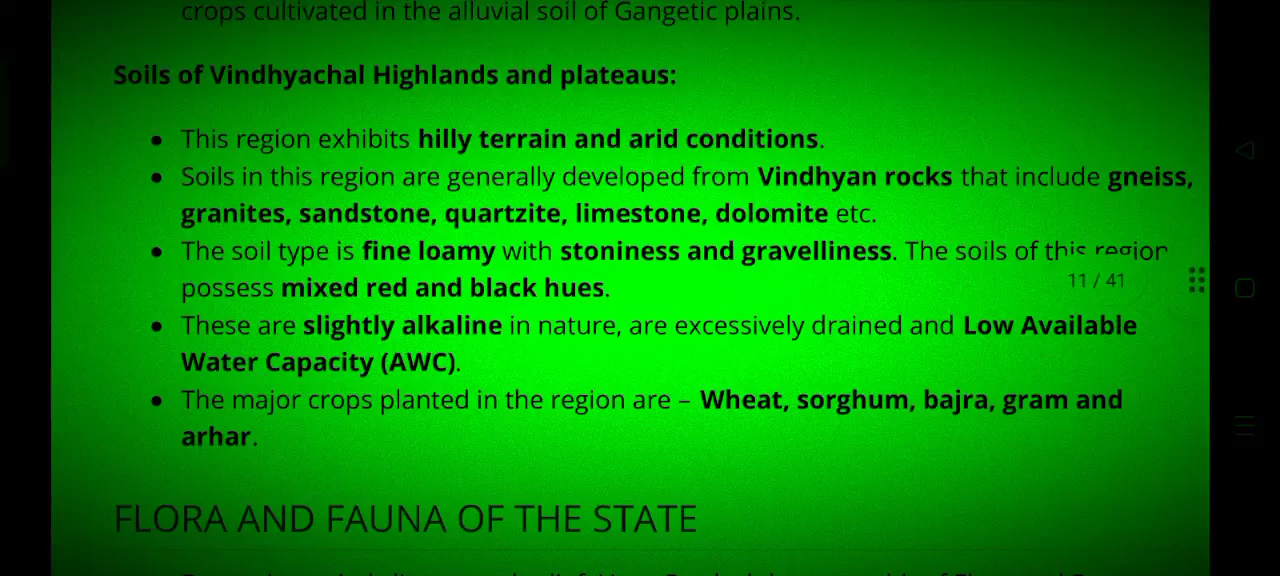 crops cultivated in the alluvial soil of Gangetic plains.
Soils of Vindhyachal Highlands and plateaus:
• This region exhibits hilly terrain and arid conditions.
• Soils in this region are generally developed from Vindhyan rocks that include gneiss,
granites, sandstone, quartzite, limestone, dolomite etc.
• The soil type is fine loamy with stoniness and gravelliness. The soils of this region
possess mixed red and black hues.
11 / 41
• These are slightly alkaline in nature, are excessively drained and Low Available
Water Capacity (AWC).
• The major crops planted in the region are – Wheat, sorghum, bajra, gram and
arhar.
FLORA AND FAUNA OF THE STATE